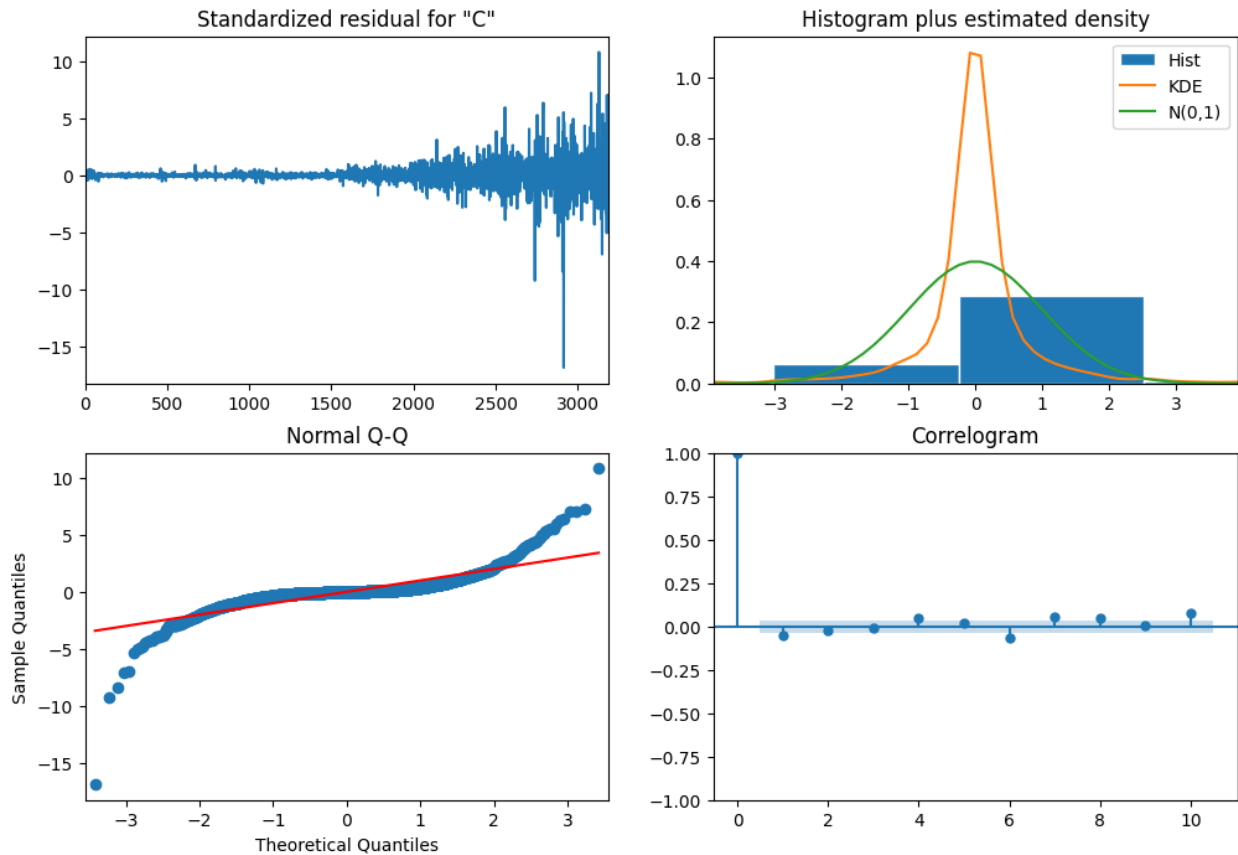 Standardized residual for "C"
10
5
0
−5
−10
−15
0 500 1000 1500 2000 2500 3000
Histogram plus estimated density
Hist
KDE
N(0,1)
1.0
0.8
0.6
0.4
0.2
0.0
−3 −2 −1 0 1 2 3
Normal Q-Q
Sample Quantiles
10
5
0
−5
−10
−15
−3 −2 −1 0 1 2 3
Theoretical Quantiles
Correlogram
1.00
0.75
0.50
0.25
0.00
−0.25
−0.50
−0.75
−1.00
0 2 4 6 8 10